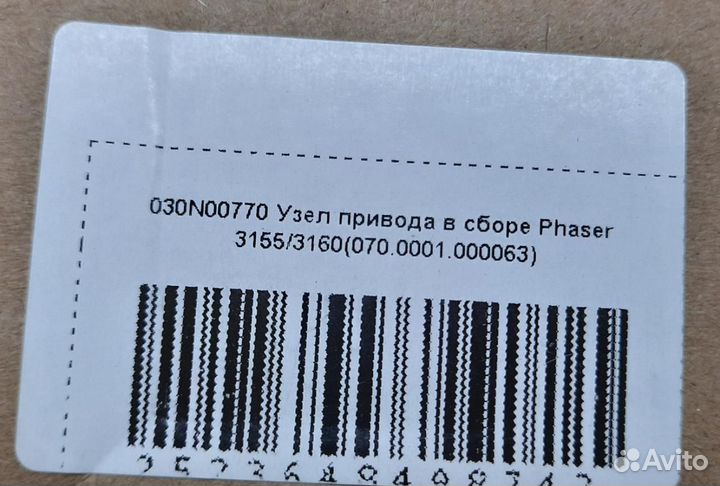 030N00770 Узел привода в сборе Phaser
3155/3160(070.0001.000063)
Avito